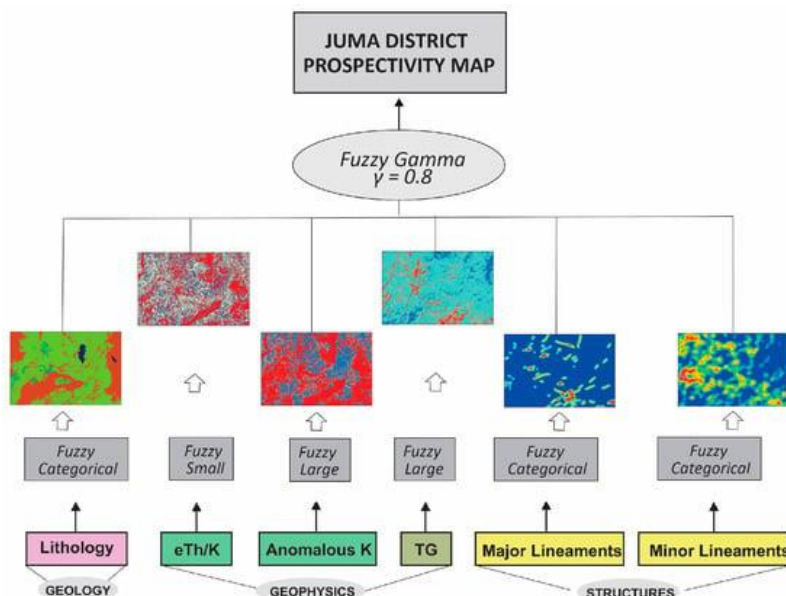 JUMA DISTRICT
PROSPECTIVITY MAP
Fuzzy Gamma
γ = 0.8
Fuzzy
Categorical
Fuzzy
Small
Fuzzy
Large
Fuzzy
Large
Fuzzy
Categorical
Fuzzy
Categorical
Lithology
eTh/K
Anomalous K
TG
Major Lineaments
Minor Lineaments
GEOLOGY
GEOPHYSICS
STRUCTURES